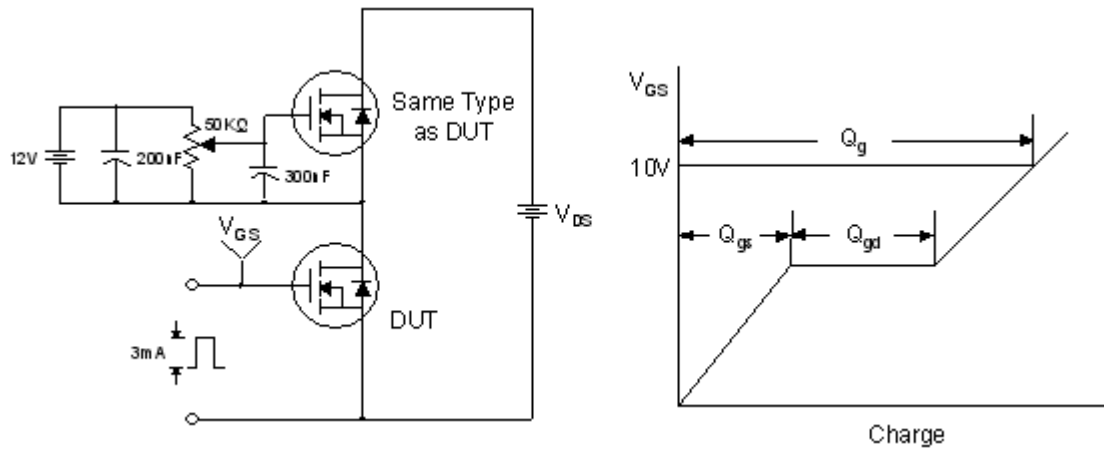 Same Type
as DUT
50KΩ
12V
200nF
300nF
V_GS
V_DS
DUT
3mA
V_GS
Q_g
10V
Q_gs
Q_gd
Charge